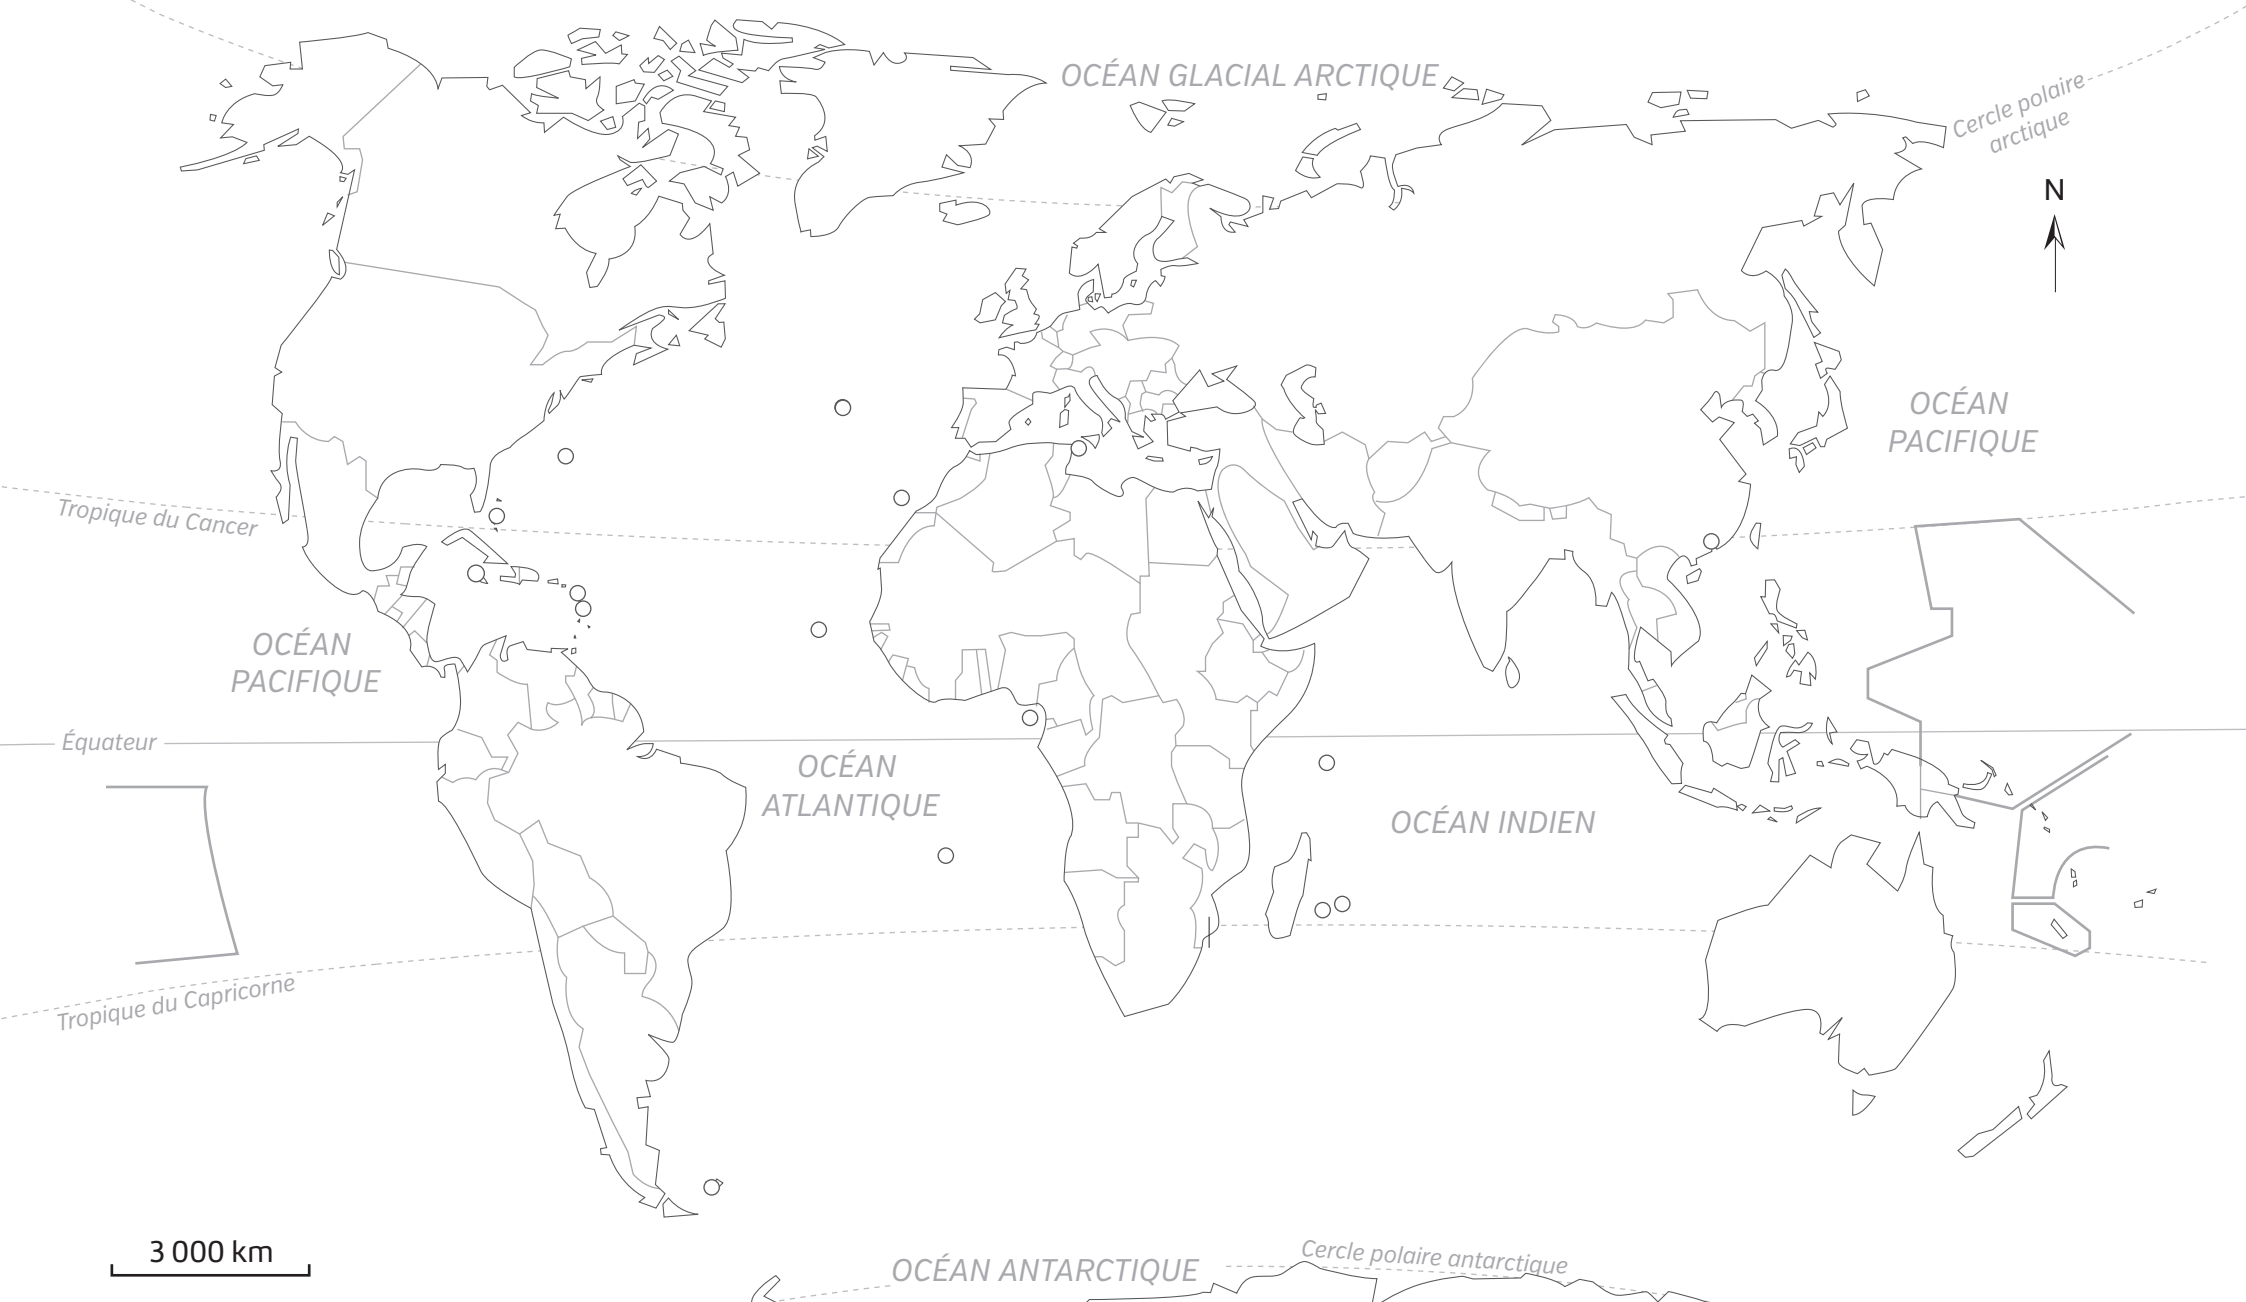 OCÉAN GLACIAL ARCTIQUE
Cercle polaire
arctique
N
OCÉAN
PACIFIQUE
Tropique du Cancer
OCÉAN
PACIFIQUE
Équateur
OCÉAN
ATLANTIQUE
OCÉAN INDIEN
Tropique du Capricorne
3 000 km
OCÉAN ANTARCTIQUE
Cercle polaire antarctique